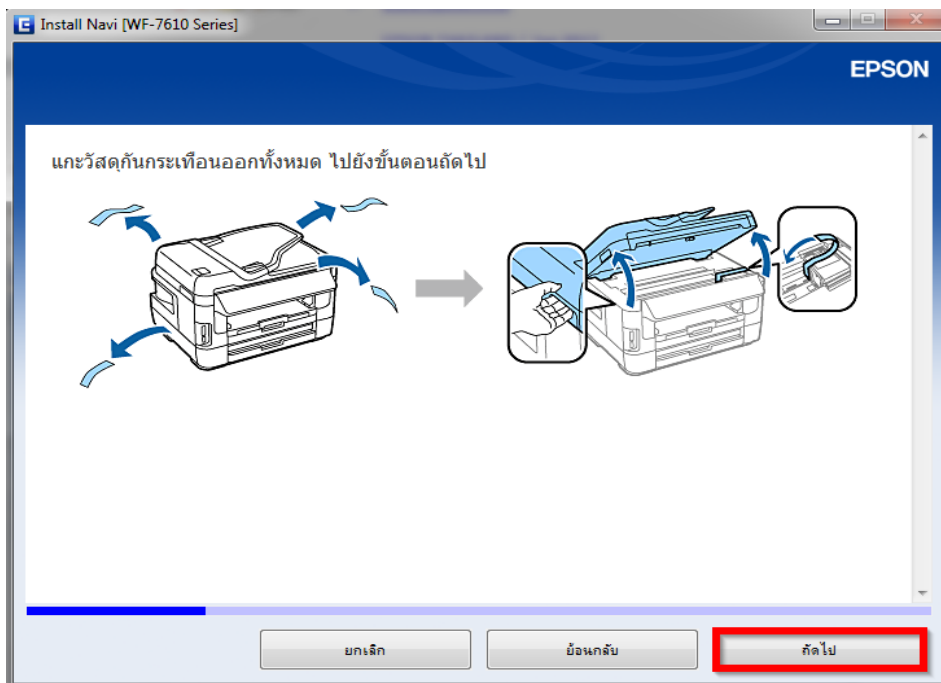 Install Navi [WF-7610 Series]
EPSON
แกะวัสดุกันกระเทือนออกทั้งหมด ไปยังขั้นตอนถัดไป
ยกเลิก
ย้อนกลับ
ถัดไป